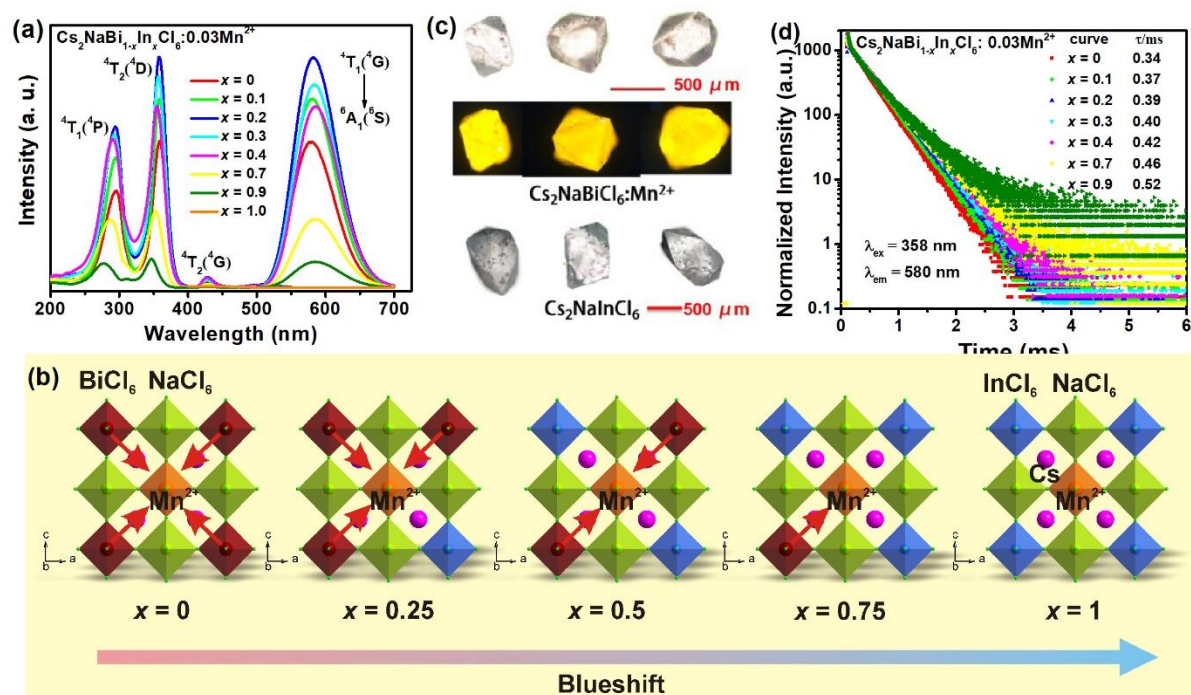 (a)
Cs₂NaBi₁₋ₓInₓCl₆:0.03Mn²⁺
⁴T₂(⁴D)
⁴T₁(⁴P)
⁴T₂(⁴G)
⁴T₁(⁴G)
⁶A₁(⁶S)
x = 0
x = 0.1
x = 0.2
x = 0.3
x = 0.4
x = 0.7
x = 0.9
x = 1.0
Intensity (a. u.)
200 300 400 500 600 700
Wavelength (nm)
(c)
500 μm
Cs₂NaBiCl₆:Mn²⁺
Cs₂NaInCl₆ 500 μm
(d)
Cs₂NaBi₁₋ₓInₓCl₆: 0.03Mn²⁺
curve τ/ms
x = 0 0.34
x = 0.1 0.37
x = 0.2 0.39
x = 0.3 0.40
x = 0.4 0.42
x = 0.7 0.46
x = 0.9 0.52
λex = 358 nm
λem = 580 nm
Normalized Intensity (a.u.)
1000
100
10
1
0.1
0 1 2 3 4 5 6
Time (ms)
(b)
BiCl₆ NaCl₆
InCl₆ NaCl₆
Mn²⁺
Mn²⁺
Mn²⁺
Mn²⁺
Cs
Mn²⁺
c
b a
c
b a
c
b a
c
b a
c
b a
x = 0
x = 0.25
x = 0.5
x = 0.75
x = 1
Blueshift